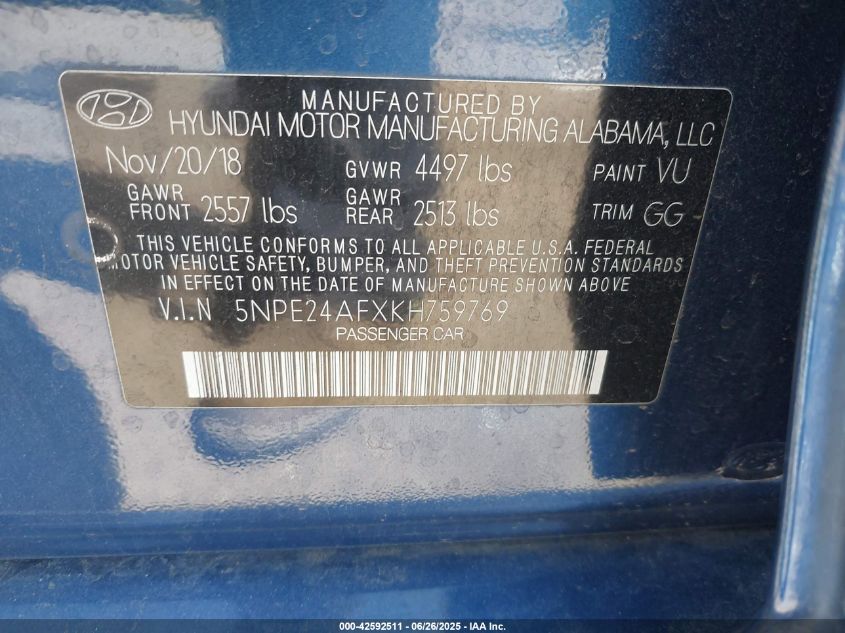 MANUFACTURED BY
HYUNDAI MOTOR MANUFACTURING ALABAMA, LLC
Nov/20/18 GVWR 4497 lbs PAINT VU
GAWR FRONT 2557 lbs GAWR REAR 2513 lbs TRIM GG
THIS VEHICLE CONFORMS TO ALL APPLICABLE U.S.A. FEDERAL
MOTOR VEHICLE SAFETY, BUMPER, AND THEFT PREVENTION STANDARDS
IN EFFECT ON THE DATE OF MANUFACTURE SHOWN ABOVE.
V.I.N 5NPE24AFXKH759769
PASSENGER CAR
000-42592511 - 06/26/2025 - IAA Inc.